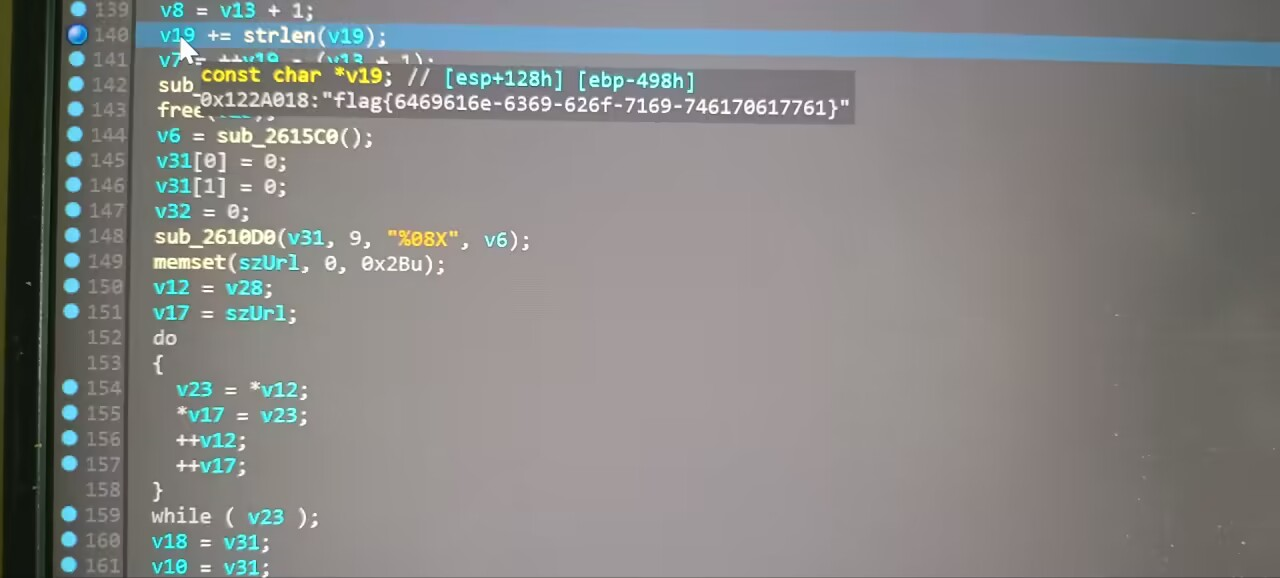 139 v8 = v13 + 1;
140 v19 += strlen(v19);
141 v7 = ++v19 - (v13 + 1);
const char *v19; // [esp+128h] [ebp-498h]
142 sub_
0x122A018:"flag{6469616e-6369-626f-7169-746170617761}"
143 free(
144 v6 = sub_2615C0();
145 v31[0] = 0;
146 v31[1] = 0;
147 v32 = 0;
148 sub_2610D0(v31, 9, "%08X", v6);
149 memset(szUrl, 0, 0x2Bu);
150 v12 = v28;
151 v17 = szUrl;
152 do
153 {
154 v23 = *v12;
155 *v17 = v23;
156 ++v12;
157 ++v17;
158 }
159 while ( v23 );
160 v18 = v31;
161 v10 = v31;